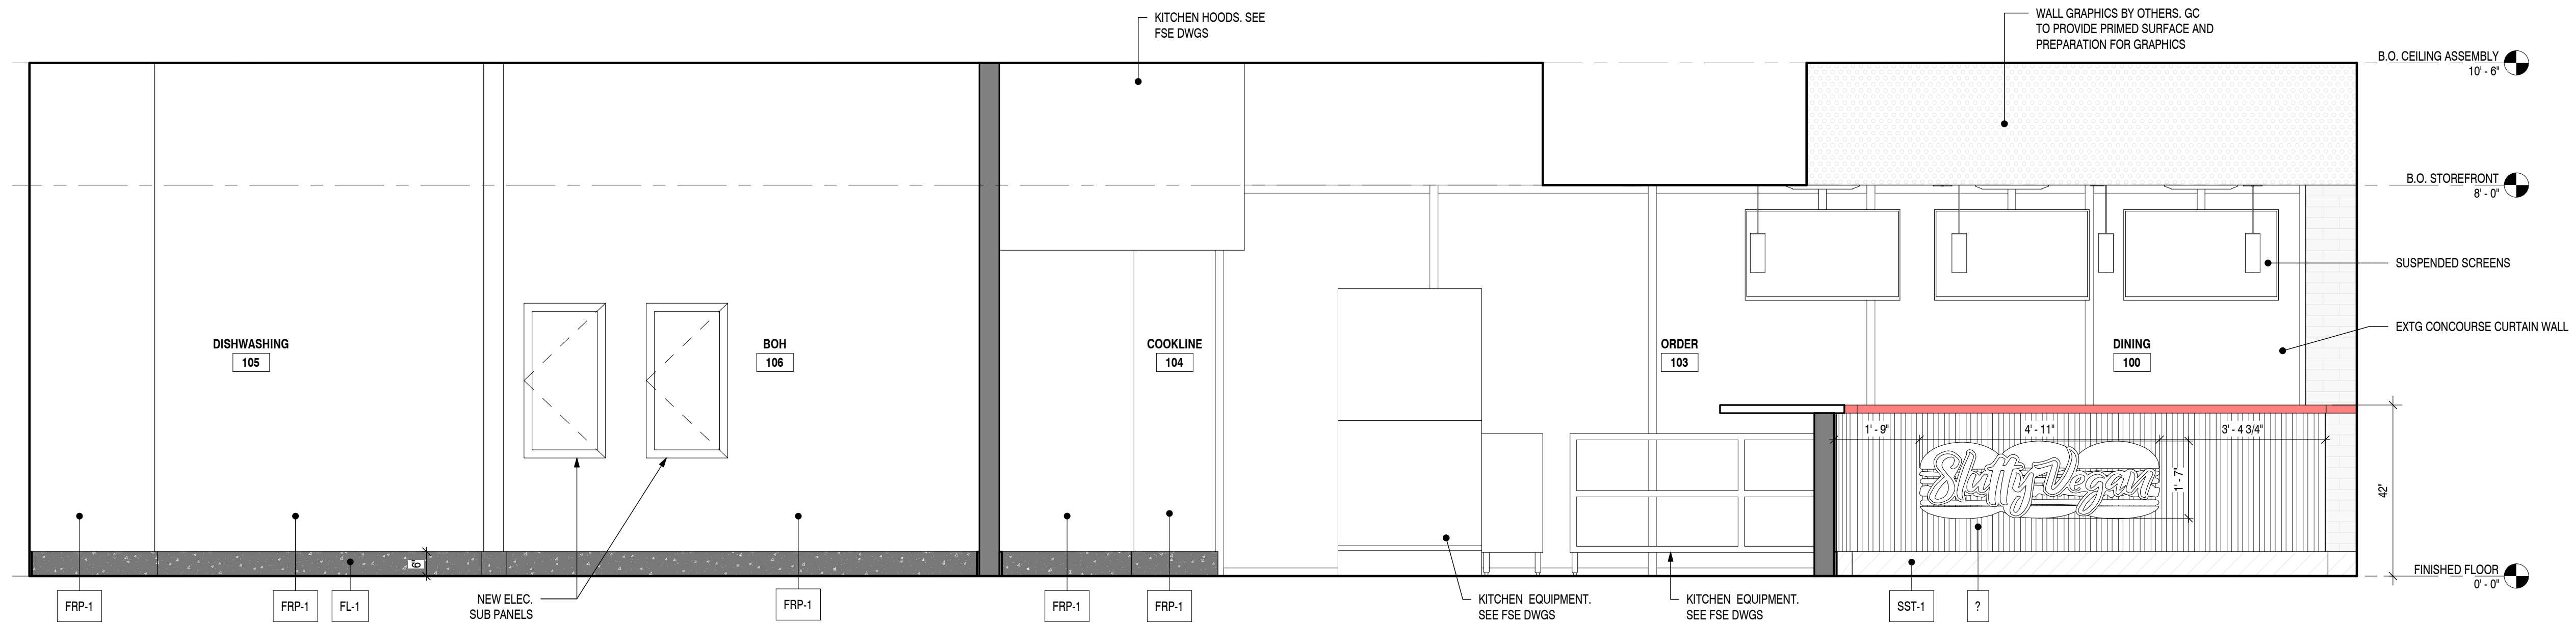 KITCHEN HOODS. SEE
FSE DWGS
WALL GRAPHICS BY OTHERS. GC
TO PROVIDE PRIMED SURFACE AND
PREPARATION FOR GRAPHICS
B.O. CEILING ASSEMBLY
10' - 6"
B.O. STOREFRONT
8' - 0"
SUSPENDED SCREENS
EXTG CONCOURSE CURTAIN WALL
DISHWASHING
105
BOH
106
COOKLINE
104
ORDER
103
DINING
100
1' - 9"
4' - 11"
3' - 4 3/4"
Slutty Vegan
1' - 7"
42"
6"
FINISHED FLOOR
0' - 0"
FRP-1
FRP-1
FL-1
NEW ELEC.
SUB PANELS
FRP-1
FRP-1
FRP-1
KITCHEN EQUIPMENT.
SEE FSE DWGS
KITCHEN EQUIPMENT.
SEE FSE DWGS
SST-1
?